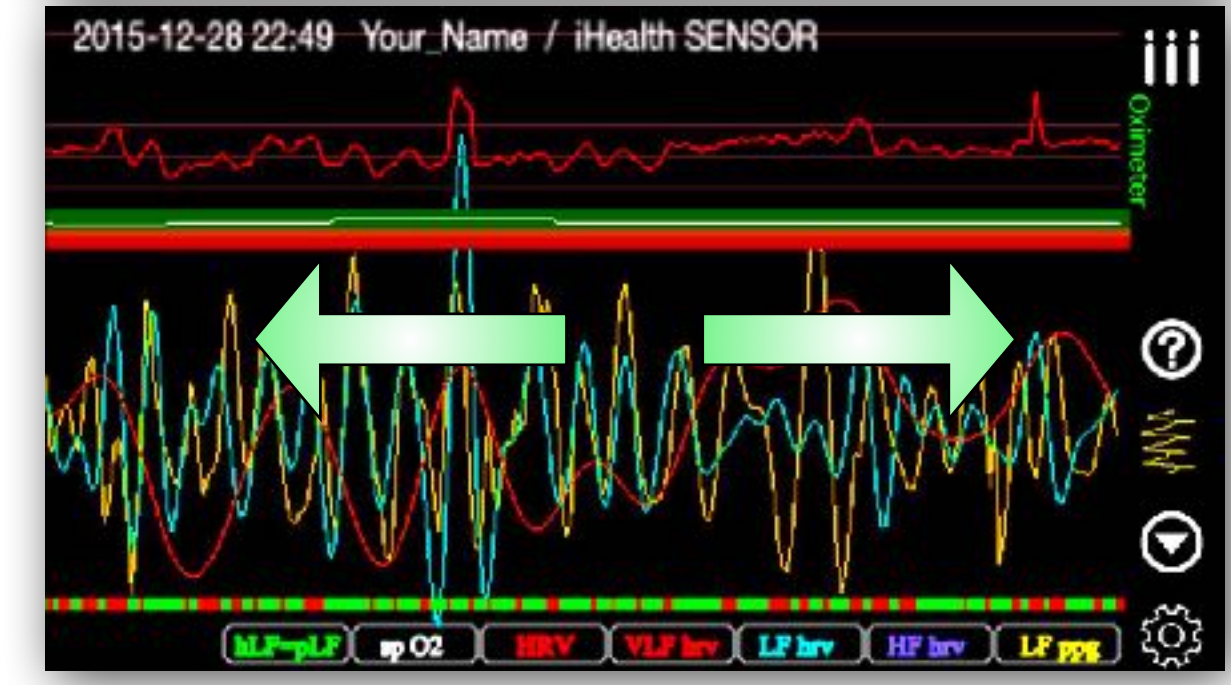 2015-12-28 22:49 Your_Name / iHealth SENSOR
iii
Oximeter
?
hLF=pLF sp O2 HRV VLF hrv LF hrv HF hrv LF ppg